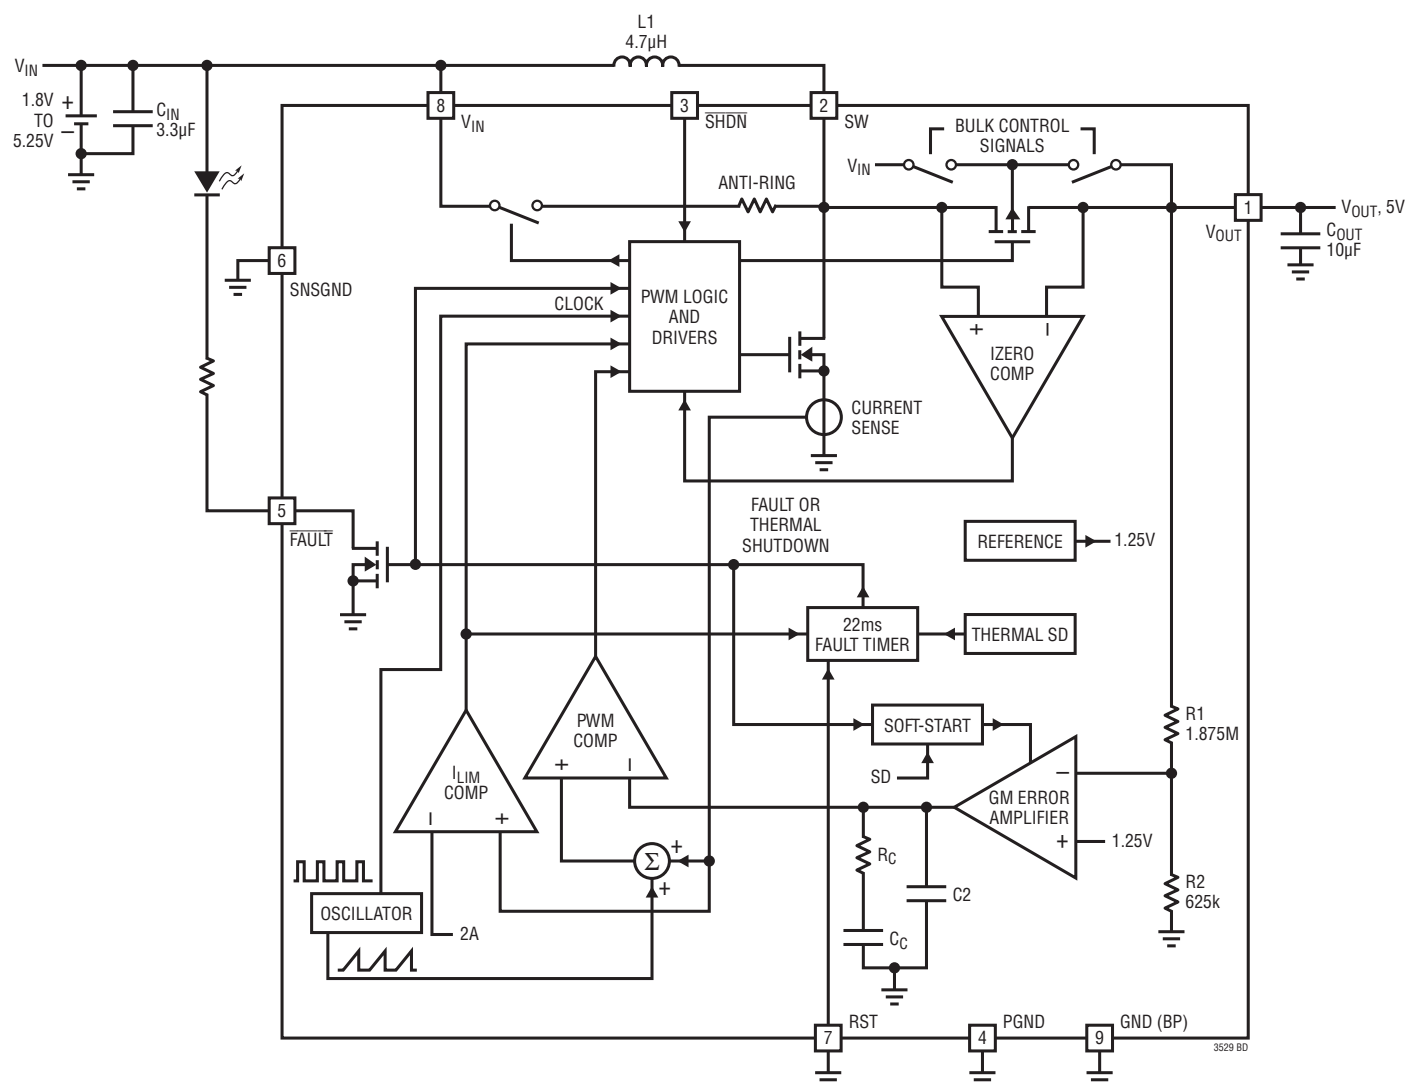 L1
4.7µH
VIN
1.8V
TO
5.25V
+
–
CIN
3.3µF
8
VIN
3
SHDN
2
SW
BULK CONTROL
SIGNALS
VIN
ANTI-RING
1
VOUT
VOUT, 5V
COUT
10µF
6
SNSGND
CLOCK
PWM LOGIC
AND
DRIVERS
+
–
IZERO
COMP
CURRENT
SENSE
5
FAULT
FAULT OR
THERMAL
SHUTDOWN
REFERENCE
1.25V
22ms
FAULT TIMER
THERMAL SD
PWM
COMP
+
–
SOFT-START
SD
R1
1.875M
ILIM
COMP
–
+
–
GM ERROR
AMPLIFIER
+
1.25V
Σ
+
+
RC
C2
R2
625k
OSCILLATOR
2A
CC
7
RST
4
PGND
9
GND (BP)
3529 BD